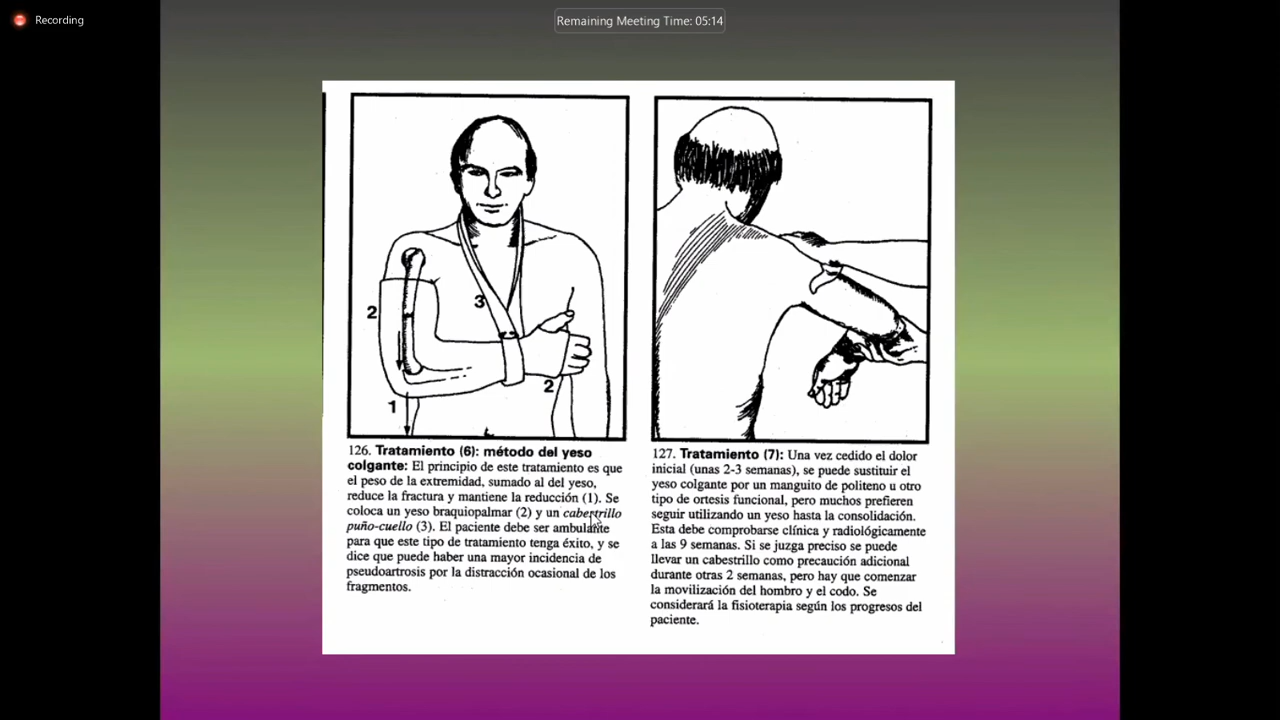 Recording
Remaining Meeting Time: 05:14
3
2
2
1
126. Tratamiento (6): método del yeso
colgante: El principio de este tratamiento es que
el peso de la extremidad, sumado al del yeso,
reduce la fractura y mantiene la reducción (1). Se
coloca un yeso braquiopalmar (2) y un cabestrillo
puño-cuello (3). El paciente debe ser ambulante
para que este tipo de tratamiento tenga éxito, y se
dice que puede haber una mayor incidencia de
pseudoartrosis por la distracción ocasional de los
fragmentos.
127. Tratamiento (7): Una vez cedido el dolor
inicial (unas 2-3 semanas), se puede sustituir el
yeso colgante por un manguito de politeno u otro
tipo de ortesis funcional, pero muchos prefieren
seguir utilizando un yeso hasta la consolidación.
Esta debe comprobarse clínica y radiológicamente
a las 9 semanas. Si se juzga preciso se puede
llevar un cabestrillo como precaución adicional
durante otras 2 semanas, pero hay que comenzar
la movilización del hombro y el codo. Se
considerará la fisioterapia según los progresos del
paciente.